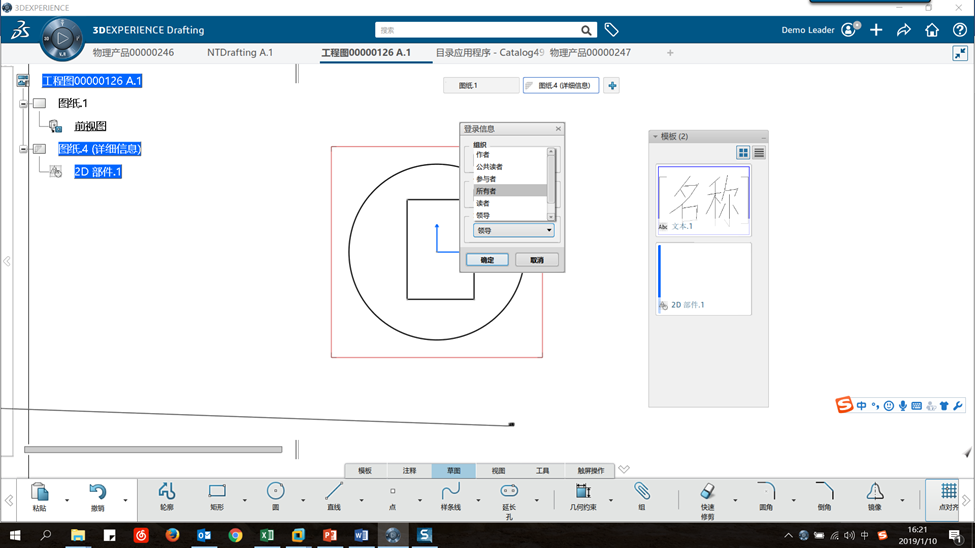 3DEXPERIENCE
3DEXPERIENCE Drafting
搜索
Demo Leader
物理产品00000246
NTDrafting A.1
工程图00000126 A.1
目录应用程序 - Catalog49
物理产品00000247
工程图00000126 A.1
图纸.1
前视图
图纸.4 (详细信息)
2D 部件.1
图纸.1
图纸.4 (详细信息)
登录信息
组织
作者
公共读者
参与者
所有者
读者
领导
领导
确定
取消
模板 (2)
名称
Abc 文本.1
2D 部件.1
中
模板
注释
草图
视图
工具
触屏操作
粘贴
撤销
轮廓
矩形
圆
直线
点
样条线
延长孔
几何约束
组
快速修剪
圆角
倒角
镜像
点对齐
中
16:21
2019/1/10